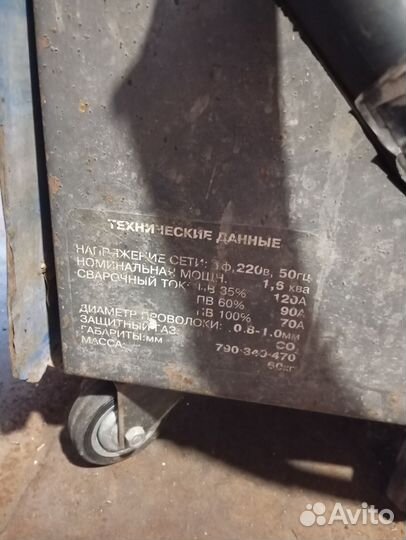 ТЕХНИЧЕСКИЕ ДАННЫЕ
НАПРЯЖЕНИЕ СЕТИ: 1ф. 220в, 50гц
НОМИНАЛЬНАЯ МОЩН. 1,6 ква
СВАРОЧНЫЙ ТОК: ПВ 35% 120А
ПВ 60% 90А
ПВ 100% 70А
ДИАМЕТР ПРОВОЛОКИ: 0.8-1.0мм
ЗАЩИТНЫЙ ГАЗ: СО
ГАБАРИТЫ:мм 790-340-470
МАССА: 60кг
Avito